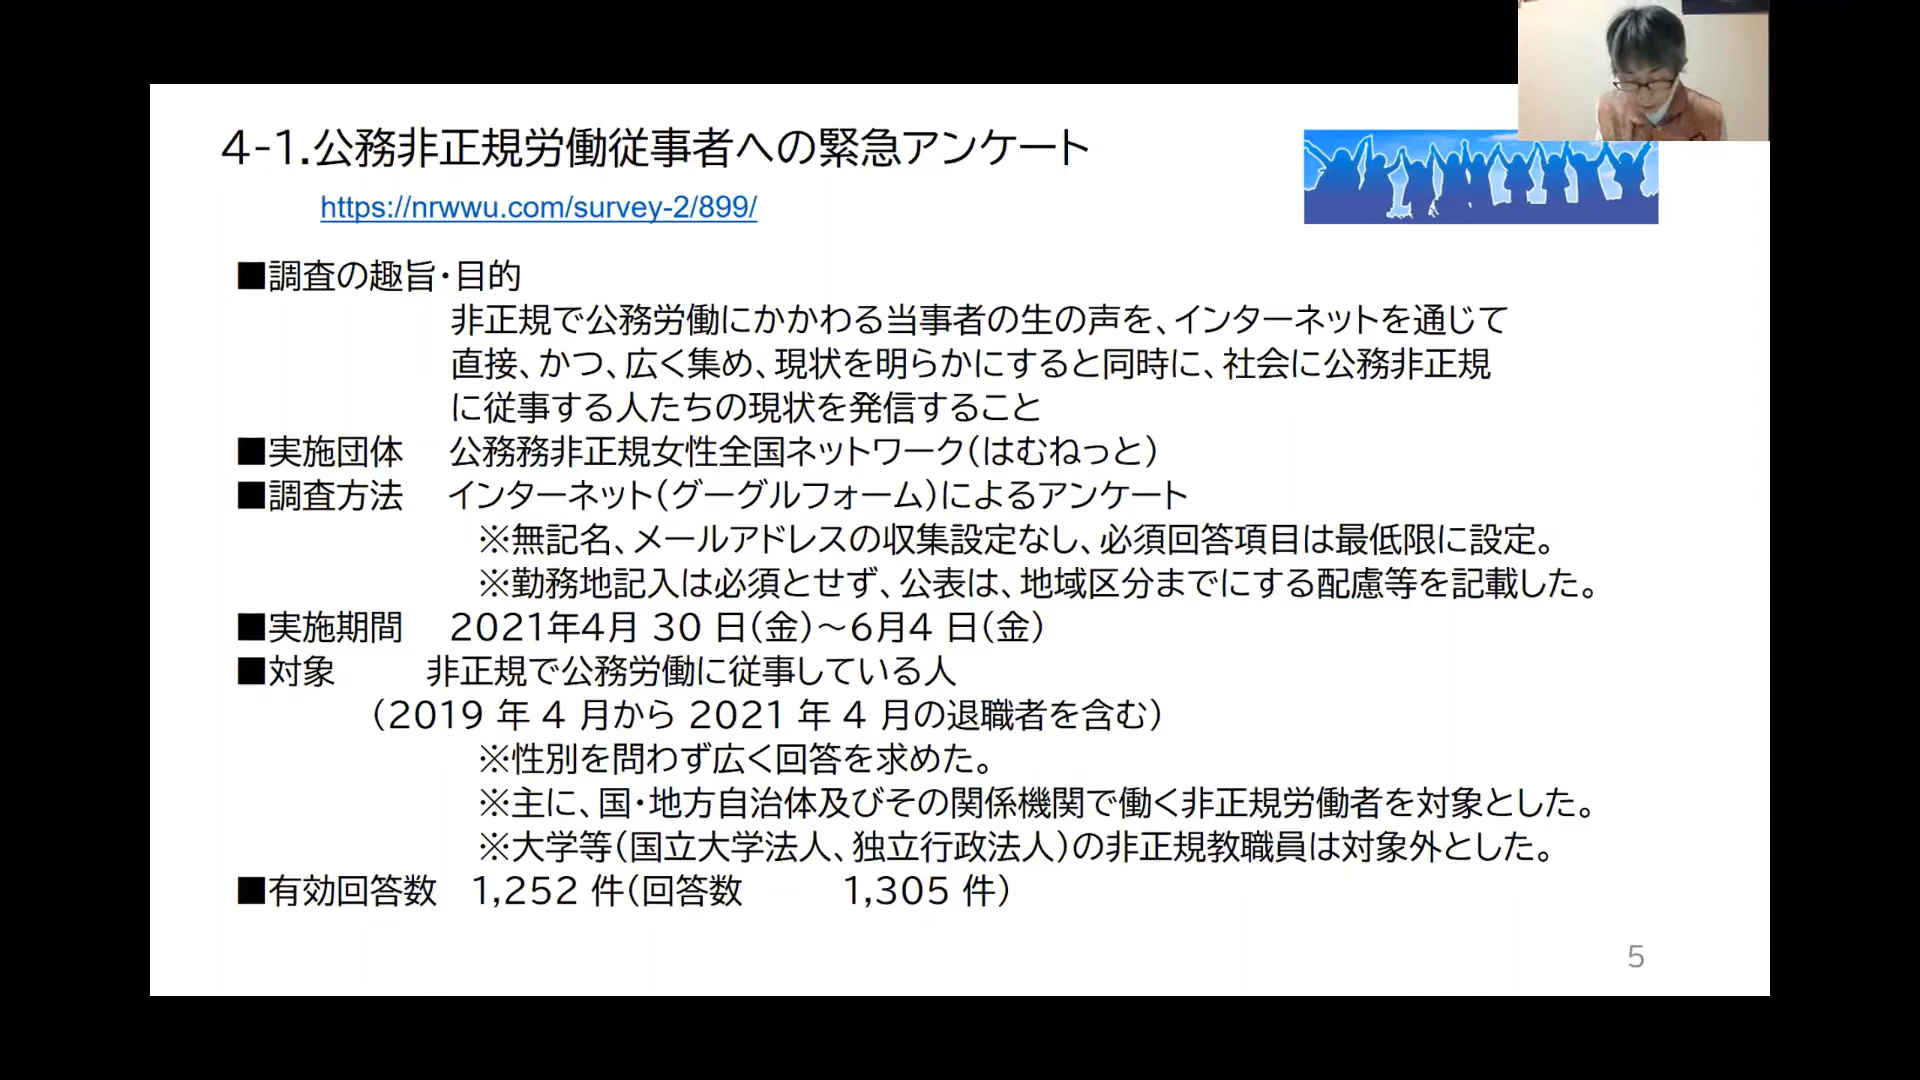 4-1.公務非正規労働従事者への緊急アンケート
https://nrwwu.com/survey-2/899/
■調査の趣旨・目的
非正規で公務労働にかかわる当事者の生の声を、インターネットを通じて
直接、かつ、広く集め、現状を明らかにすると同時に、社会に公務非正規
に従事する人たちの現状を発信すること
■実施団体 公務務非正規女性全国ネットワーク(はむねっと)
■調査方法 インターネット(グーグルフォーム)によるアンケート
※無記名、メールアドレスの収集設定なし、必須回答項目は最低限に設定。
※勤務地記入は必須とせず、公表は、地域区分までにする配慮等を記載した。
■実施期間 2021年4月 30 日(金)~6月4 日(金)
■対象 非正規で公務労働に従事している人
(2019 年 4 月から 2021 年 4 月の退職者を含む)
※性別を問わず広く回答を求めた。
※主に、国・地方自治体及びその関係機関で働く非正規労働者を対象とした。
※大学等(国立大学法人、独立行政法人)の非正規教職員は対象外とした。
■有効回答数 1,252 件(回答数 1,305 件)
5